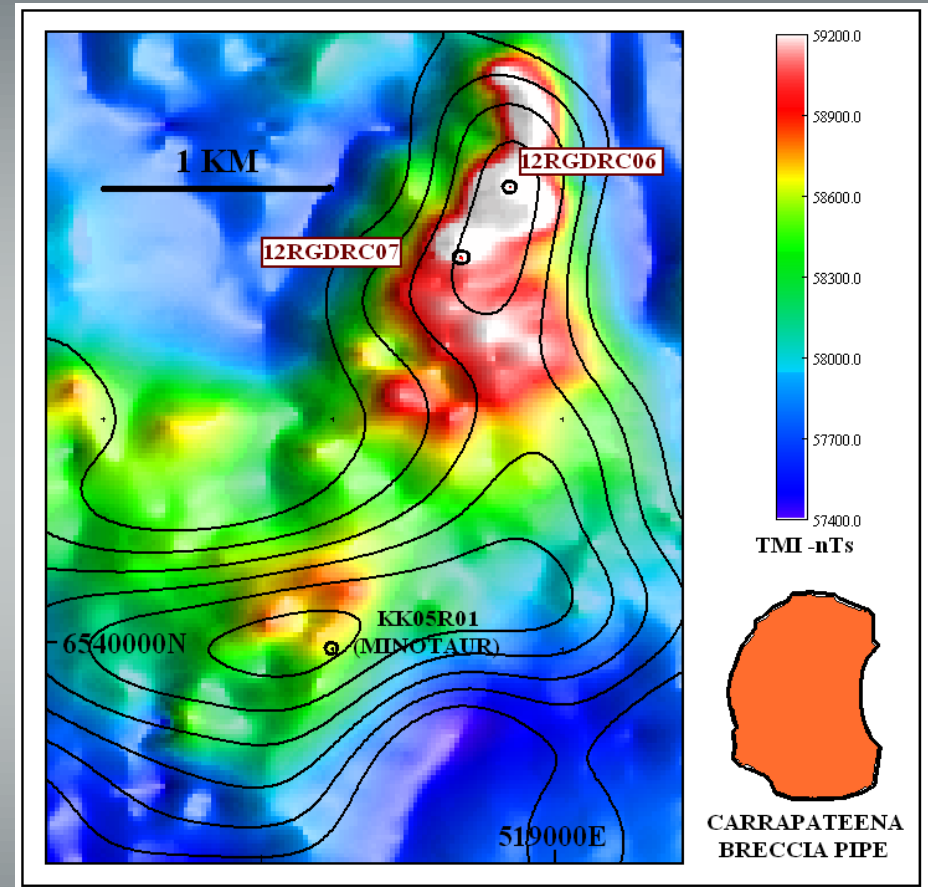 1 KM
12RGDRC06
12RGDRC07
KK05R01
6540000N
(MINOTAUR)
519000E
59200.0
58900.0
58600.0
58300.0
58000.0
57700.0
57400.0
TMI -nTs
CARRAPATEENA
BRECCIA PIPE